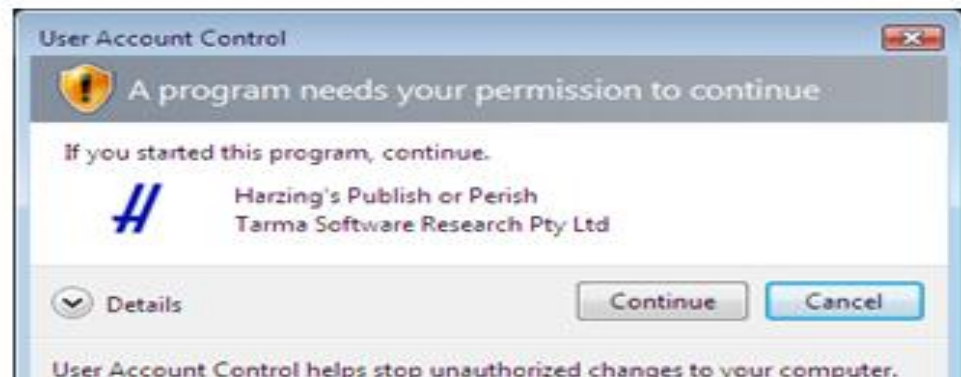 User Account Control
A program needs your permission to continue
If you started this program, continue.
Harzing's Publish or Perish
Tarma Software Research Pty Ltd
Details
Continue
Cancel
User Account Control helps stop unauthorized changes to your computer.